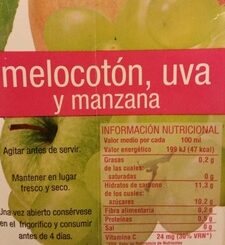 melocotón, uva
y manzana
Agitar antes de servir.
Mantener en lugar
fresco y seco.
Una vez abierto consérvese
en el frigorífico y consumir
antes de 4 días.
INFORMACIÓN NUTRICIONAL
Valor medio por cada 100 ml
Valor energético 199 kJ (47 kcal)
Grasas 0,2 g
de las cuales
saturadas 0 g
Hidratos de carbono 11,3 g
de los cuales
azúcares 10,2 g
Fibra alimentaria 0,2 g
Proteínas 0,5 g
Sal 0 g
Vitamina C 24 mg (30% VRN*)